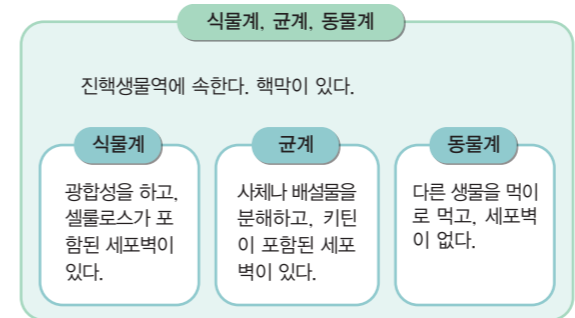 식물계, 균계, 동물계
진핵생물역에 속한다. 핵막이 있다.
식물계
광합성을 하고,
셀룰로스가 포
함된 세포벽이
있다.
균계
사체나 배설물을
분해하고, 키틴
이 포함된 세포
벽이 있다.
동물계
다른 생물을 먹이
로 먹고, 세포벽
이 없다.